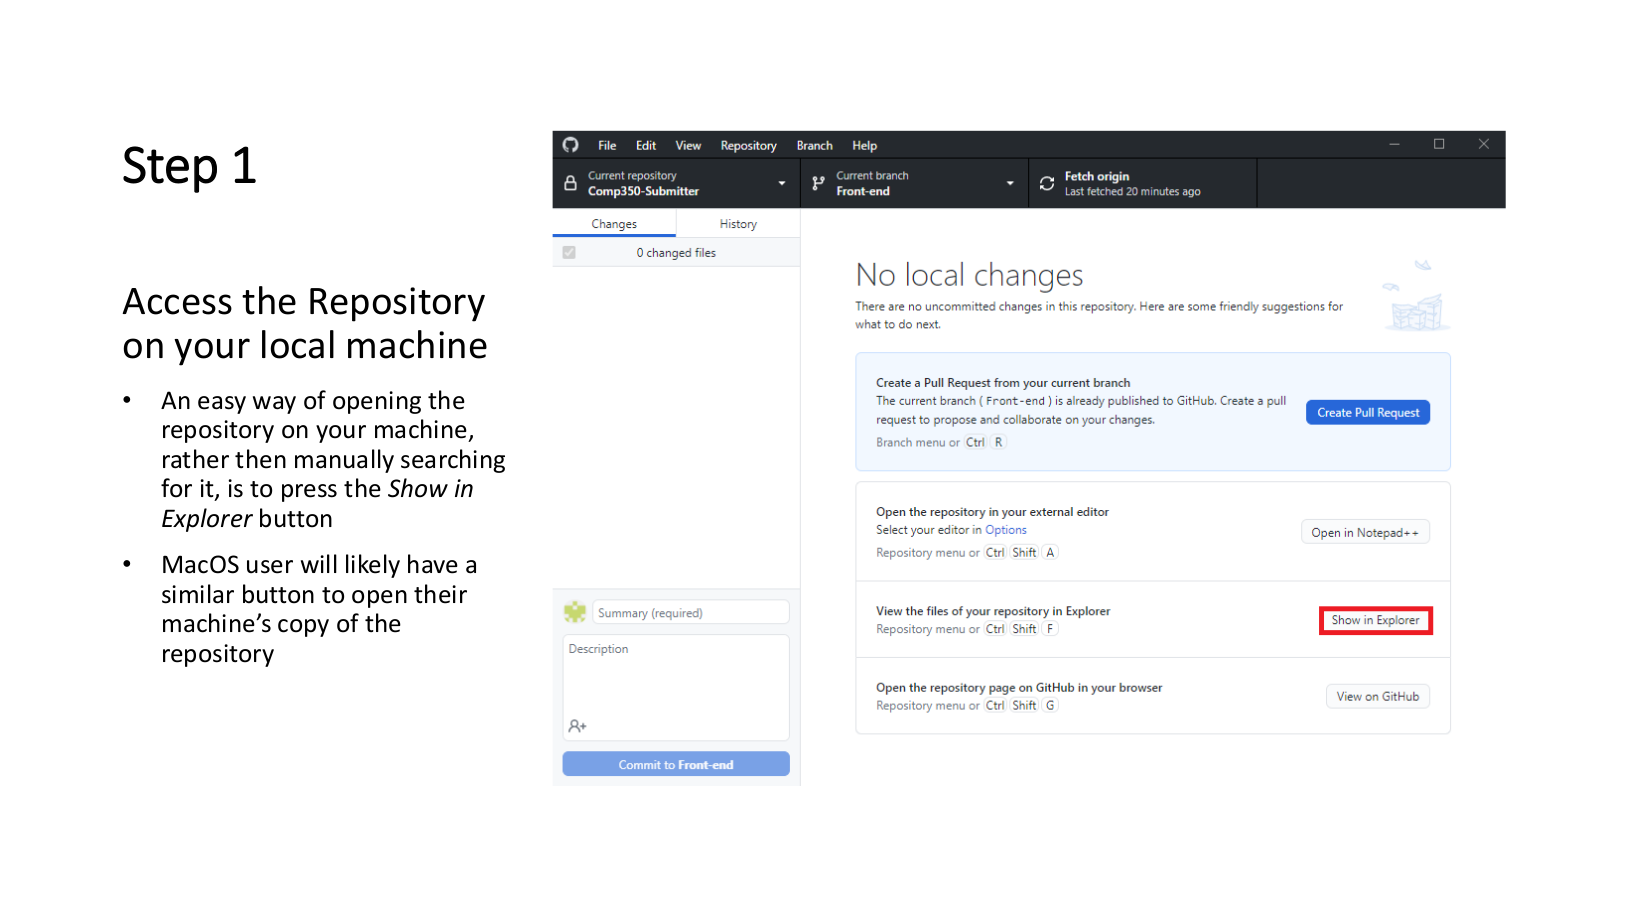 Step 1
Access the Repository
on your local machine
• An easy way of opening the
repository on your machine,
rather then manually searching
for it, is to press the Show in
Explorer button
• MacOS user will likely have a
similar button to open their
machine’s copy of the
repository
File Edit View Repository Branch Help
Current repository
Comp350-Submitter
Current branch
Front-end
Fetch origin
Last fetched 20 minutes ago
Changes History
0 changed files
Summary (required)
Description
Commit to Front-end
No local changes
There are no uncommitted changes in this repository. Here are some friendly suggestions for
what to do next.
Create a Pull Request from your current branch
The current branch ( Front-end ) is already published to GitHub. Create a pull
request to propose and collaborate on your changes.
Branch menu or Ctrl R
Create Pull Request
Open the repository in your external editor
Select your editor in Options
Repository menu or Ctrl Shift A
Open in Notepad++
View the files of your repository in Explorer
Repository menu or Ctrl Shift F
Show in Explorer
Open the repository page on GitHub in your browser
Repository menu or Ctrl Shift G
View on GitHub